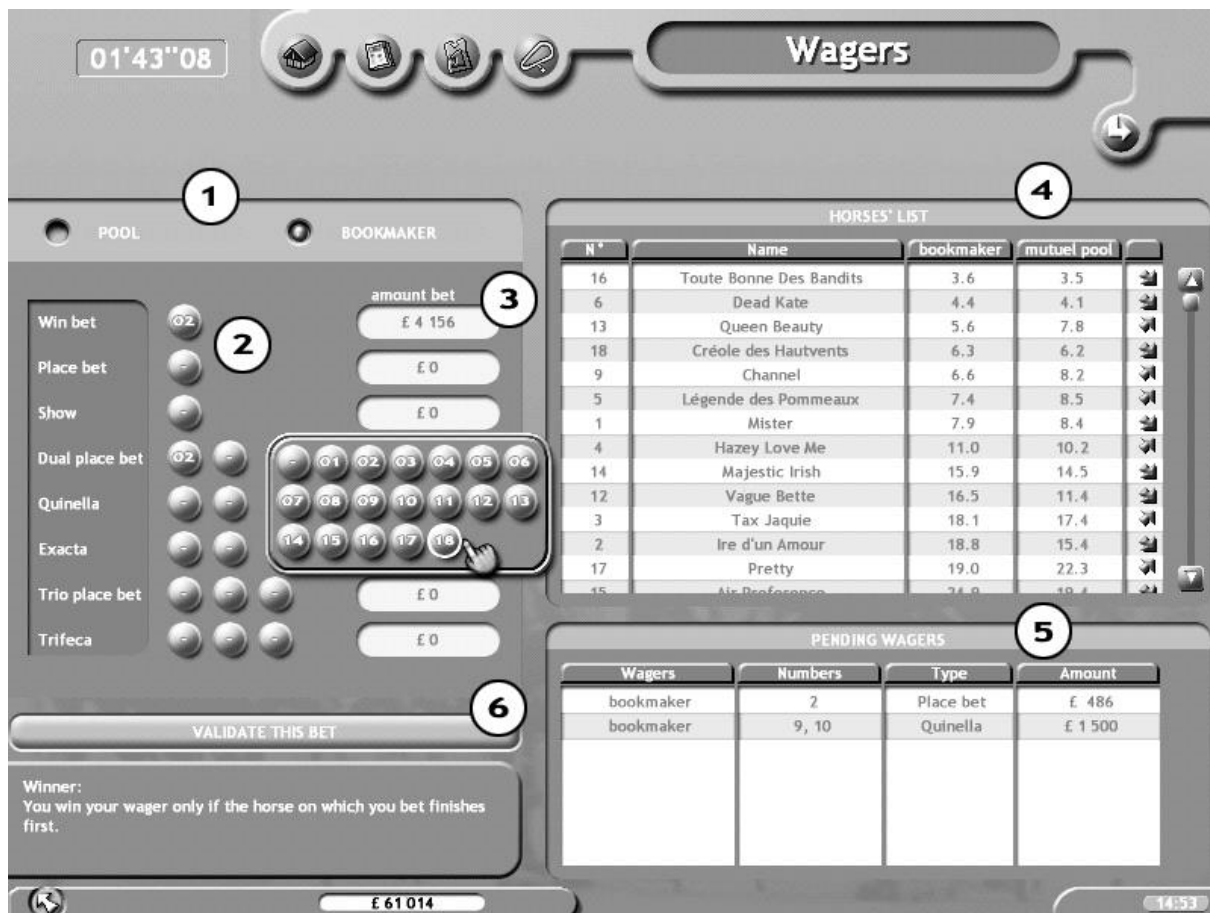 01'43"08
Wagers
1
POOL
BOOKMAKER
amount bet
3
Win bet 02 £ 4 156
2
Place bet - £ 0
Show - £ 0
Dual place bet 02 -
Quinella - -
Exacta - -
Trio place bet - - - £ 0
Trifeca - - - £ 0
- 01 02 03 04 05 06
07 08 09 10 11 12 13
14 15 16 17 18
6
VALIDATE THIS BET
Winner:
You win your wager only if the horse on which you bet finishes
first.
£ 61 014
4
HORSES' LIST
N° Name bookmaker mutuel pool
16 Toute Bonne Des Bandits 3.6 3.5
6 Dead Kate 4.4 4.1
13 Queen Beauty 5.6 7.8
18 Créole des Hautvents 6.3 6.2
9 Channel 6.6 8.2
5 Légende des Pommeaux 7.4 8.5
1 Mister 7.9 8.4
4 Hazey Love Me 11.0 10.2
14 Majestic Irish 15.9 14.5
12 Vague Bette 16.5 11.4
3 Tax Jaquie 18.1 17.4
2 Ire d'un Amour 18.8 15.4
17 Pretty 19.0 22.3
15 Air Preference
5
PENDING WAGERS
Wagers Numbers Type Amount
bookmaker 2 Place bet £ 486
bookmaker 9, 10 Quinella £ 1 500
14:53